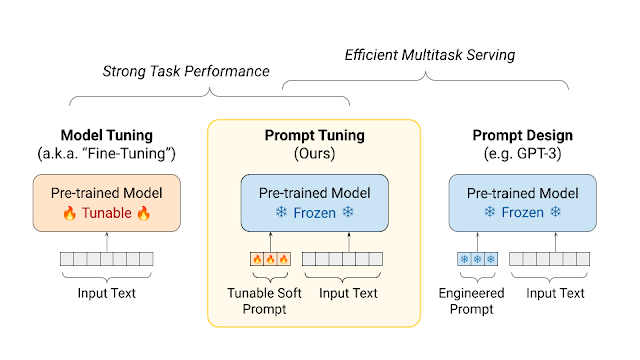 Efficient Multitask Serving
Strong Task Performance
Model Tuning
(a.k.a. “Fine-Tuning”)
Pre-trained Model
🔥 Tunable 🔥
Input Text
Prompt Tuning
(Ours)
Pre-trained Model
❄ Frozen ❄
Tunable Soft
Prompt
Input Text
Prompt Design
(e.g. GPT-3)
Pre-trained Model
❄ Frozen ❄
Engineered
Prompt
Input Text